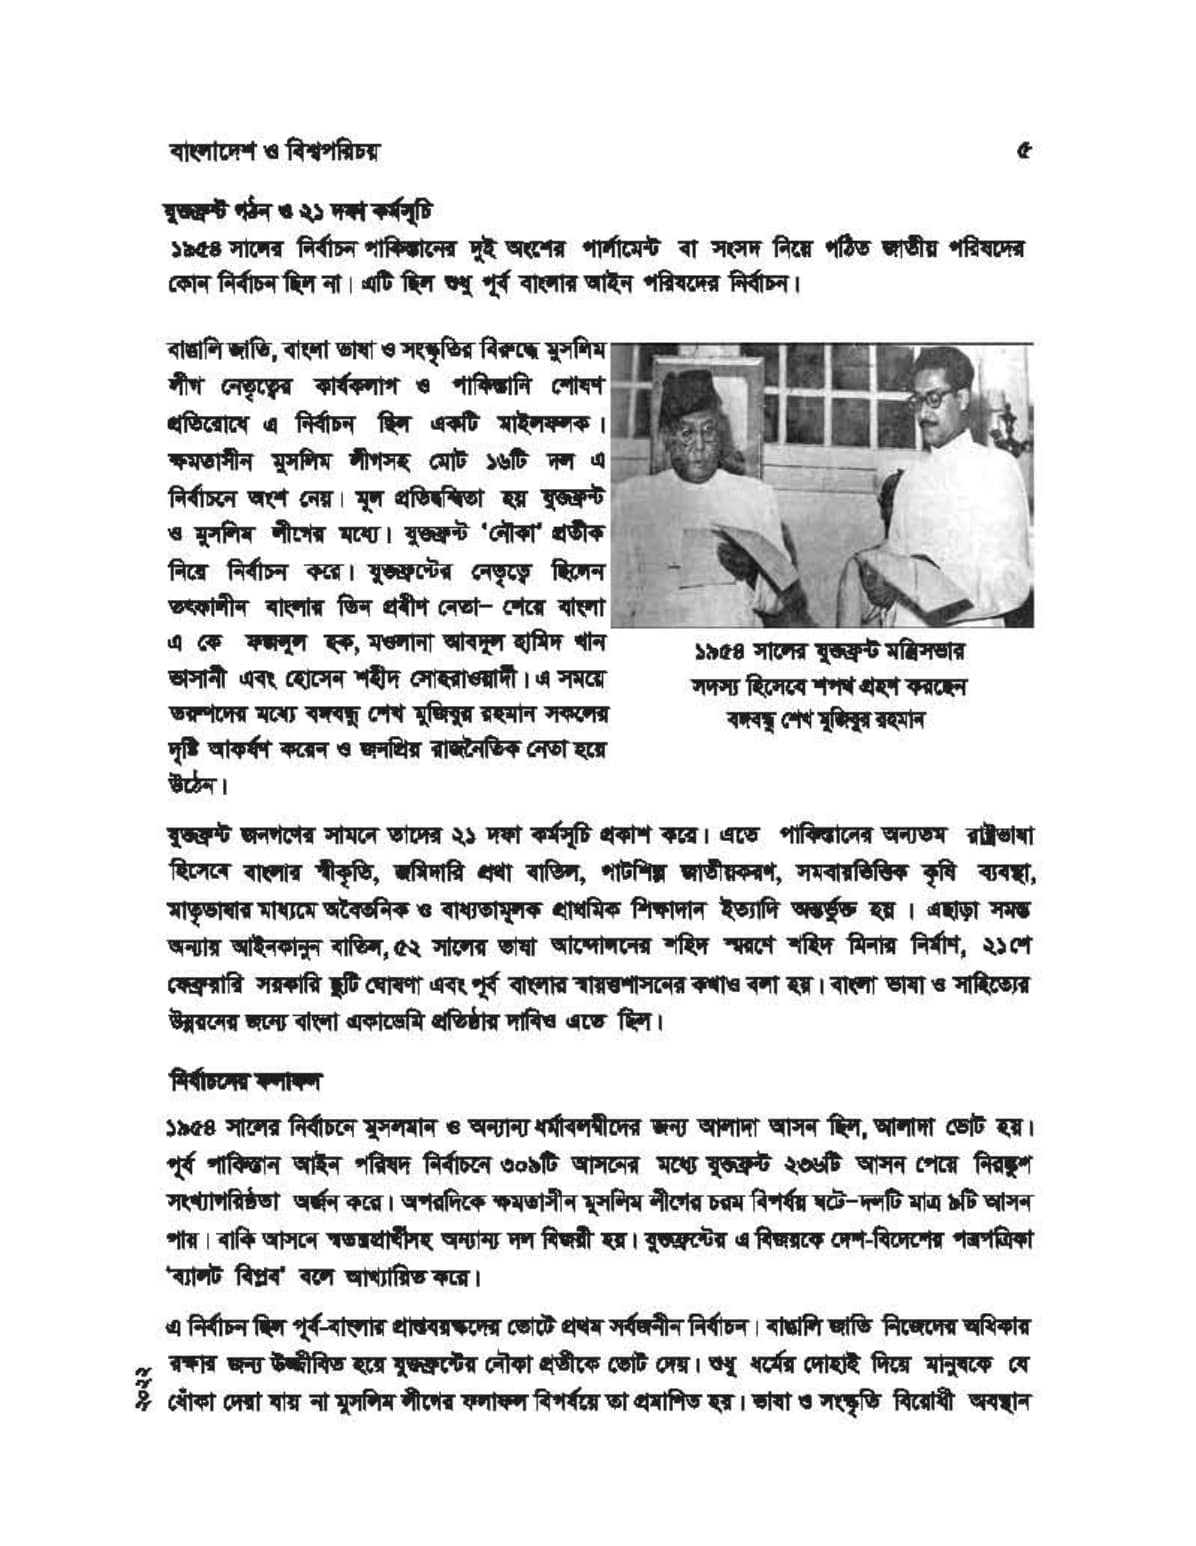 বাংলাদেশ ও বিশ্বপরিচয়
৫
যুক্তফ্রন্ট গঠন ও ২১ দফা কর্মসূচি
১৯৫৪ সালের নির্বাচন পাকিস্তানের দুই অংশের পার্লামেন্ট বা সংসদ নিয়ে গঠিত জাতীয় পরিষদের
কোন নির্বাচন ছিল না। এটি ছিল শুধু পূর্ব বাংলার আইন পরিষদের নির্বাচন।
বাঙালি জাতি, বাংলা ভাষা ও সংস্কৃতির বিরুদ্ধে মুসলিম
লীগ নেতৃত্বের কার্যকলাপ ও পাকিস্তানি শোষণ
প্রতিরোধে এ নির্বাচন ছিল একটি মাইলফলক।
ক্ষমতাসীন মুসলিম লীগসহ মোট ১৬টি দল এ
নির্বাচনে অংশ নেয়। মূল প্রতিদ্বন্দ্বিতা হয় যুক্তফ্রন্ট
ও মুসলিম লীগের মধ্যে। যুক্তফ্রন্ট ‘নৌকা’ প্রতীক
নিয়ে নির্বাচন করে। যুক্তফ্রন্টের নেতৃত্বে ছিলেন
তৎকালীন বাংলার তিন প্রবীণ নেতা– শেরে বাংলা
এ কে ফজলুল হক, মওলানা আবদুল হামিদ খান
ভাসানী এবং হোসেন শহীদ সোহরাওয়ার্দী। এ সময়ে
তরুণদের মধ্যে বঙ্গবন্ধু শেখ মুজিবুর রহমান সকলের
দৃষ্টি আকর্ষণ করেন ও জনপ্রিয় রাজনৈতিক নেতা হয়ে
উঠেন।
১৯৫৪ সালের যুক্তফ্রন্ট মন্ত্রিসভার
সদস্য হিসেবে শপথ গ্রহণ করছেন
বঙ্গবন্ধু শেখ মুজিবুর রহমান
যুক্তফ্রন্ট জনগণের সামনে তাদের ২১ দফা কর্মসূচি প্রকাশ করে। এতে পাকিস্তানের অন্যতম রাষ্ট্রভাষা
হিসেবে বাংলার স্বীকৃতি, জমিদারি প্রথা বাতিল, পাটশিল্প জাতীয়করণ, সমবায়ভিত্তিক কৃষি ব্যবস্থা,
মাতৃভাষার মাধ্যমে অবৈতনিক ও বাধ্যতামূলক প্রাথমিক শিক্ষাদান ইত্যাদি অন্তর্ভুক্ত হয় । এছাড়া সমস্ত
অন্যায় আইনকানুন বাতিল, ৫২ সালের ভাষা আন্দোলনের শহিদ স্মরণে শহিদ মিনার নির্মাণ, ২১শে
ফেব্রুয়ারি সরকারি ছুটি ঘোষণা এবং পূর্ব বাংলার স্বায়ত্তশাসনের কথাও বলা হয়। বাংলা ভাষা ও সাহিত্যের
উন্নয়নের জন্যে বাংলা একাডেমি প্রতিষ্ঠার দাবিও এতে ছিল।
নির্বাচনের ফলাফল
১৯৫৪ সালের নির্বাচনে মুসলমান ও অন্যান্য ধর্মাবলম্বীদের জন্য আলাদা আসন ছিল, আলাদা ভোট হয়।
পূর্ব পাকিস্তান আইন পরিষদ নির্বাচনে ৩০৯টি আসনের মধ্যে যুক্তফ্রন্ট ২৩৬টি আসন পেয়ে নিরঙ্কুশ
সংখ্যাগরিষ্ঠতা অর্জন করে। অপরদিকে ক্ষমতাসীন মুসলিম লীগের চরম বিপর্যয় ঘটে–দলটি মাত্র ৯টি আসন
পায়। বাকি আসনে স্বতন্ত্রপ্রার্থীসহ অন্যান্য দল বিজয়ী হয়। যুক্তফ্রন্টের এ বিজয়কে দেশ-বিদেশের পত্রপত্রিকা
‘ব্যালট বিপ্লব’ বলে আখ্যায়িত করে।
এ নির্বাচন ছিল পূর্ব-বাংলার প্রাপ্তবয়স্কদের ভোটে প্রথম সর্বজনীন নির্বাচন। বাঙালি জাতি নিজেদের অধিকার
রক্ষার জন্য উজ্জীবিত হয়ে যুক্তফ্রন্টের নৌকা প্রতীকে ভোট দেয়। শুধু ধর্মের দোহাই দিয়ে মানুষকে যে
ধোঁকা দেয়া যায় না মুসলিম লীগের ফলাফল বিপর্যয়ে তা প্রমাণিত হয়। ভাষা ও সংস্কৃতি বিরোধী অবস্থান
২০২২